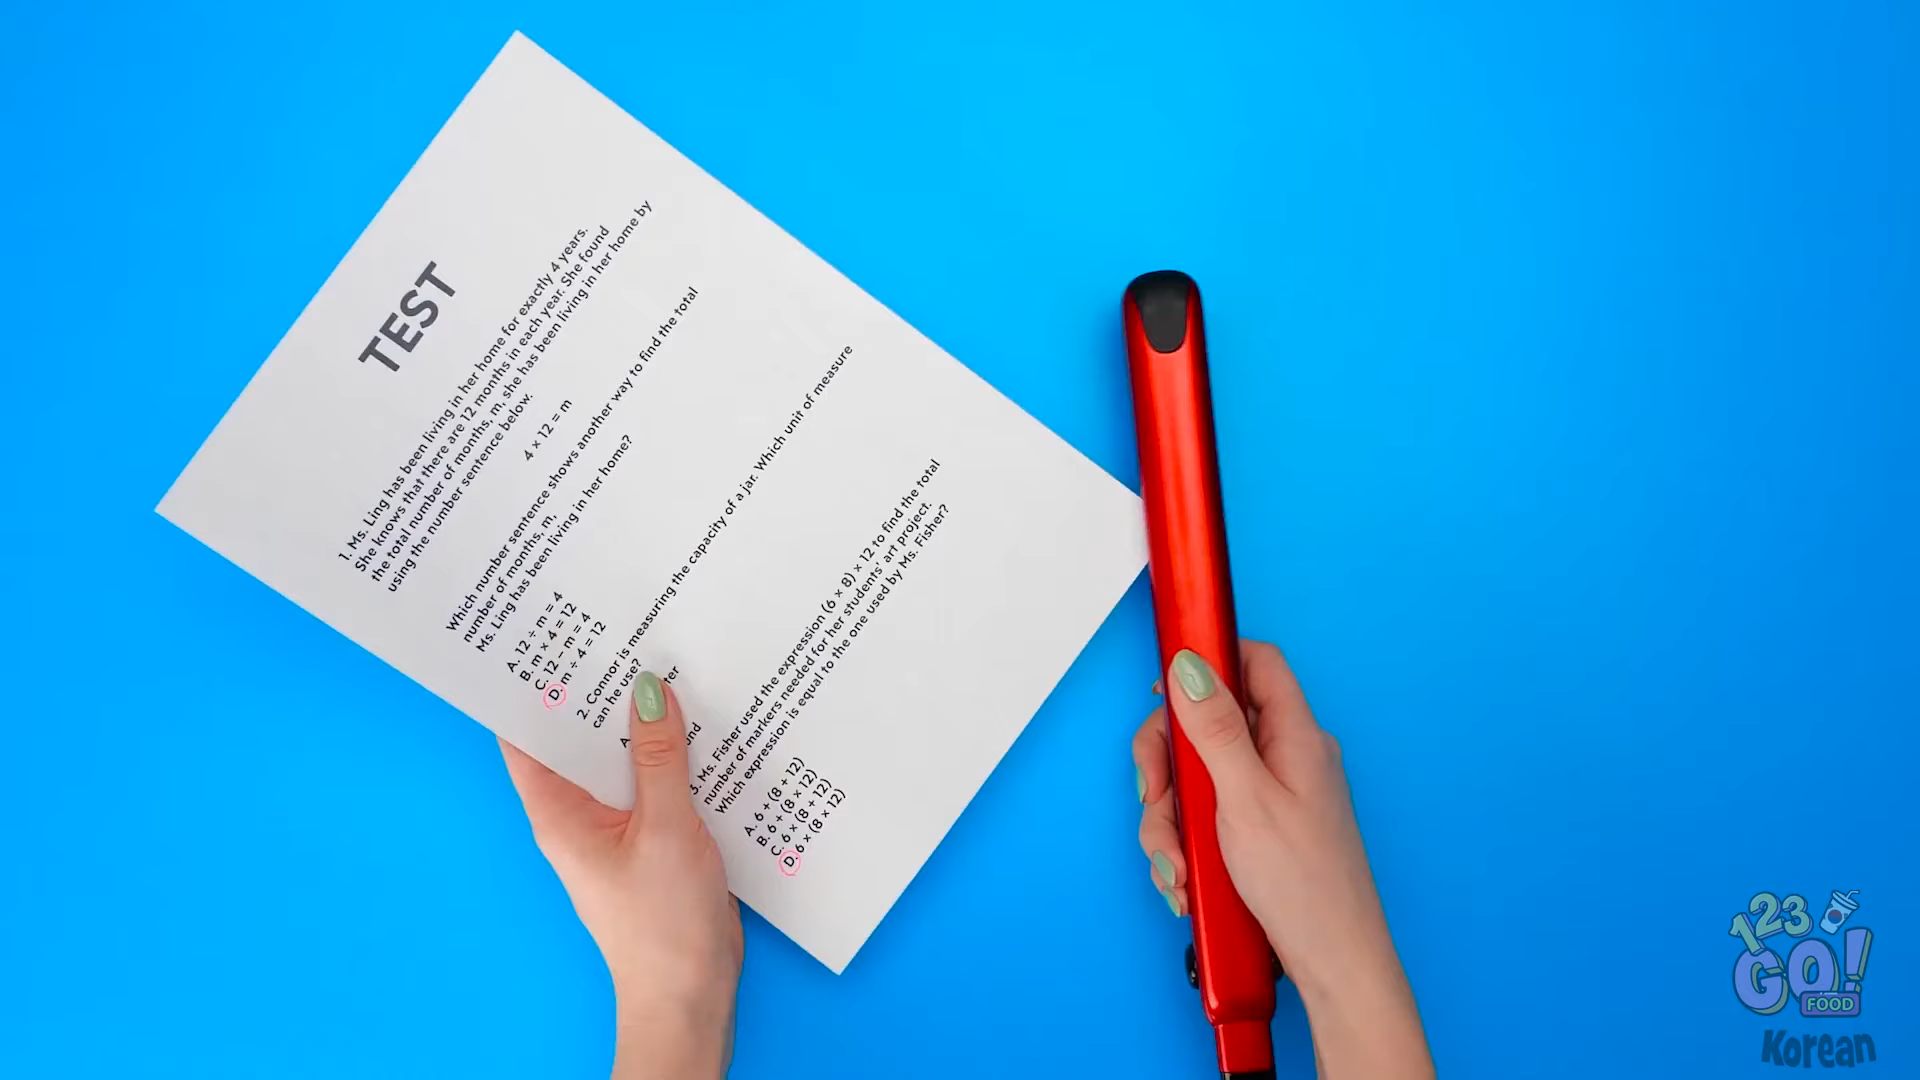 TEST
1. Ms. Ling has been living in her home for exactly 4 years.
She knows that there are 12 months in each year. She found
the total number of months, m, she has been living in her home by
using the number sentence below.
4 × 12 = m
Which number sentence shows another way to find the total
number of months, m,
Ms. Ling has been living in her home?
A. 12 ÷ m = 4
B. m × 4 = 12
C. 12 − m = 4
D. m ÷ 4 = 12
2. Connor is measuring the capacity of a jar. Which unit of measure
can he use?
3. Ms. Fisher used the expression (6 × 8) × 12 to find the total
number of markers needed for her students' art project.
Which expression is equal to the one used by Ms. Fisher?
A. 6 + (8 + 12)
B. 6 + (8 × 12)
C. 6 × (8 + 12)
D. 6 × (8 × 12)
123
GO!
FOOD
Korean